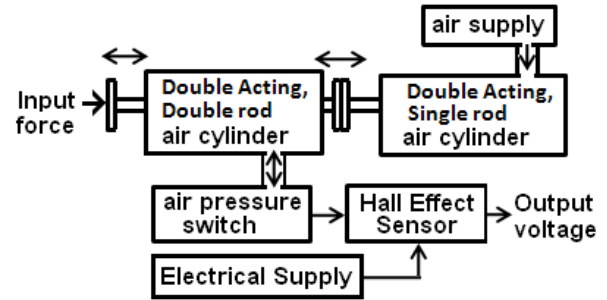 air supply
Input
force
Double Acting,
Double rod
air cylinder
Double Acting,
Single rod
air cylinder
air pressure
switch
Hall Effect
Sensor
Output
voltage
Electrical Supply